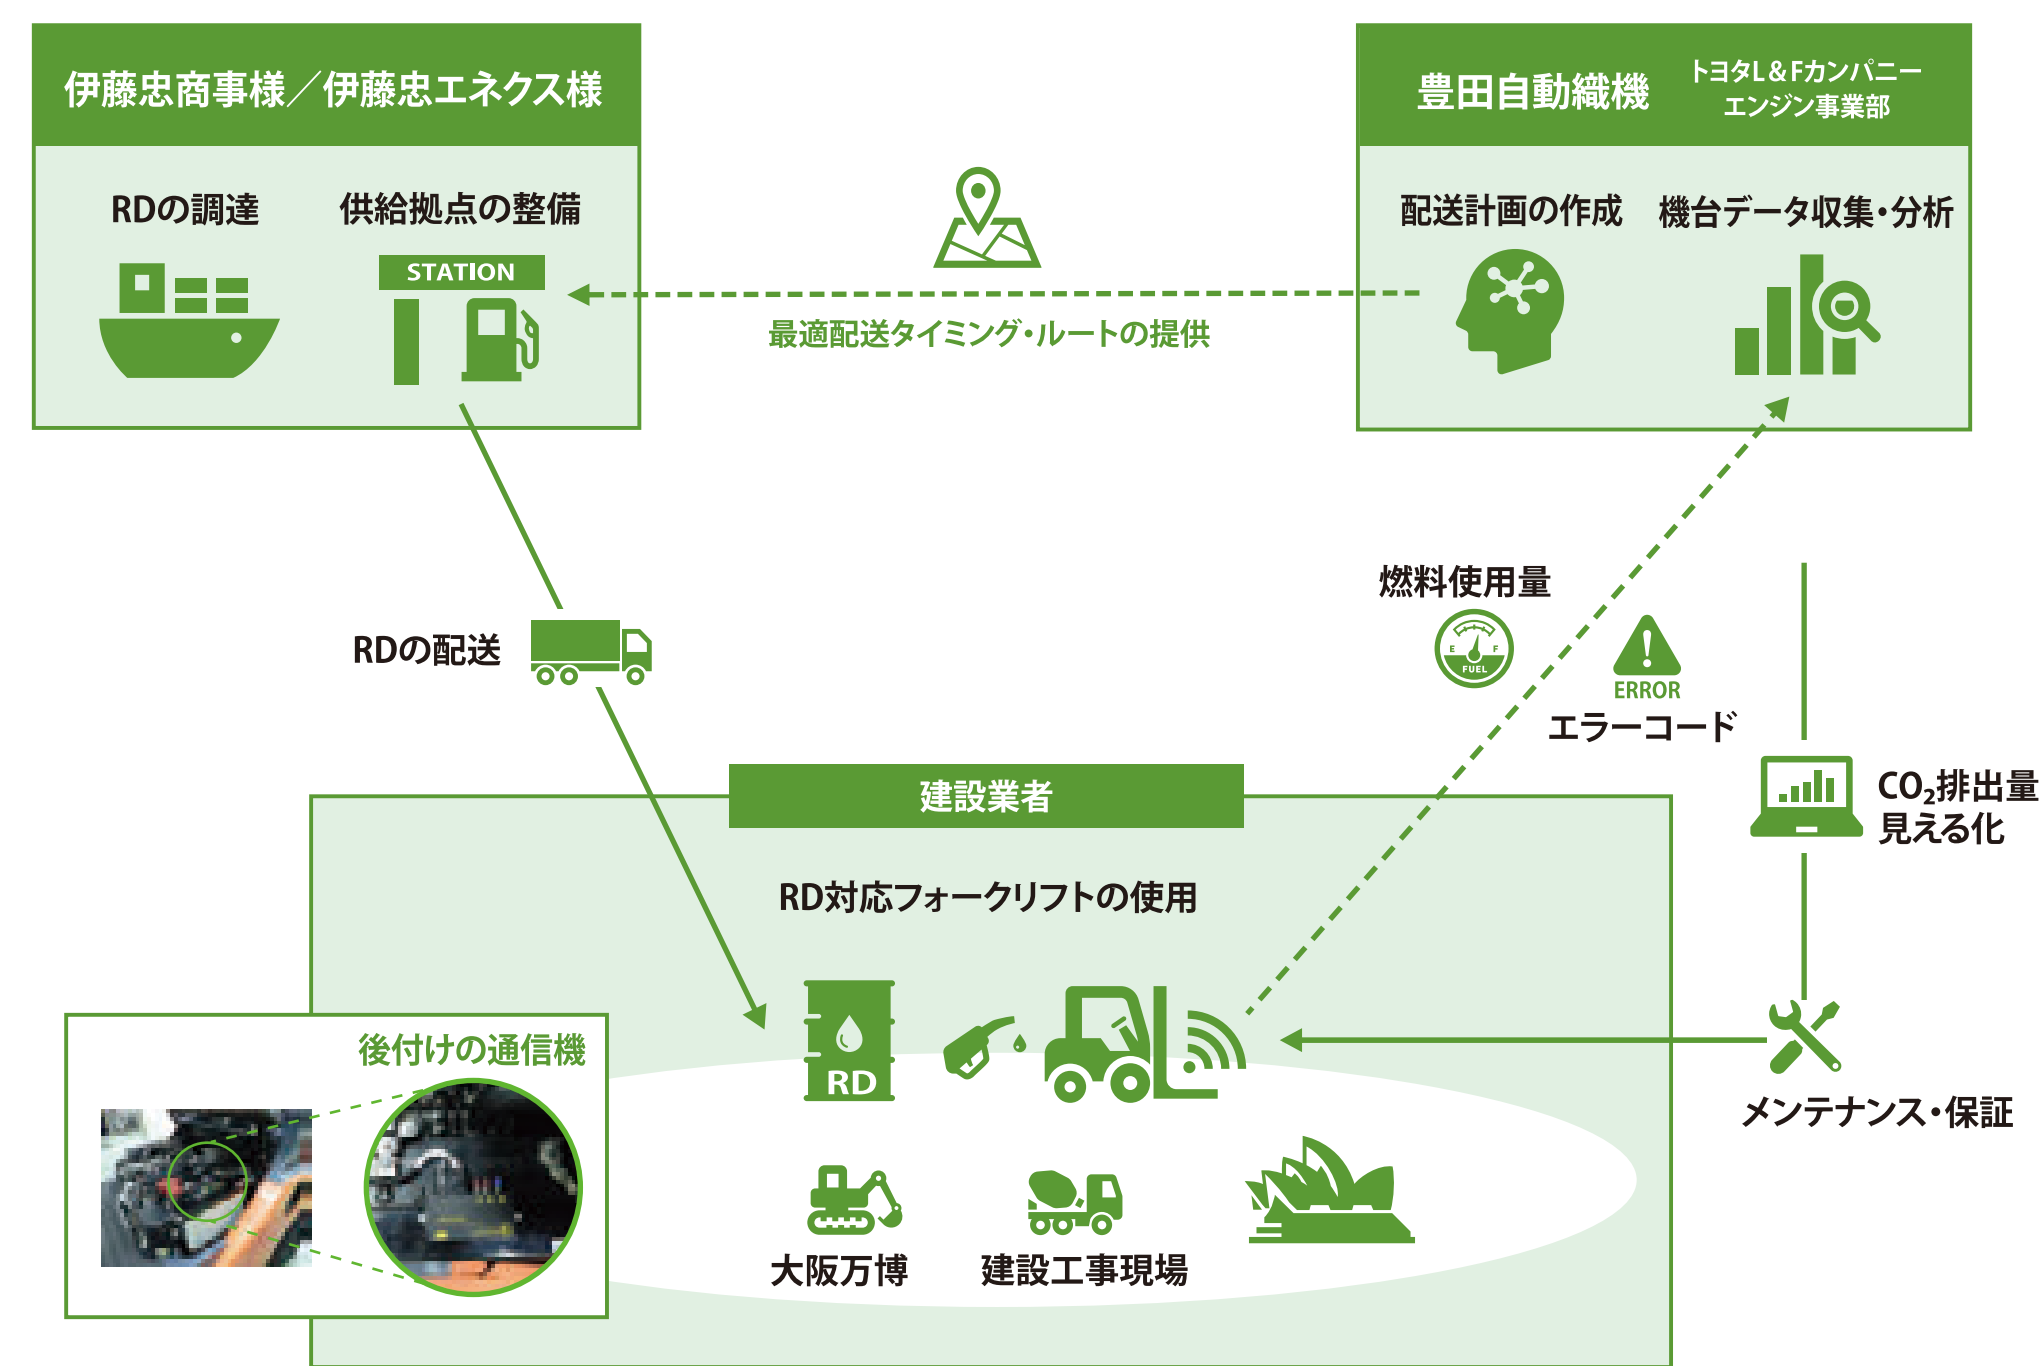 伊藤忠商事様／伊藤忠エネクス様
RDの調達
供給拠点の整備
STATION
最適配送タイミング・ルートの提供
豊田自動織機
トヨタL＆Fカンパニー
エンジン事業部
配送計画の作成
機台データ収集・分析
RDの配送
燃料使用量
E F
FUEL
ERROR
エラーコード
CO₂排出量
見える化
建設業者
RD対応フォークリフトの使用
RD
メンテナンス・保証
後付けの通信機
大阪万博
建設工事現場